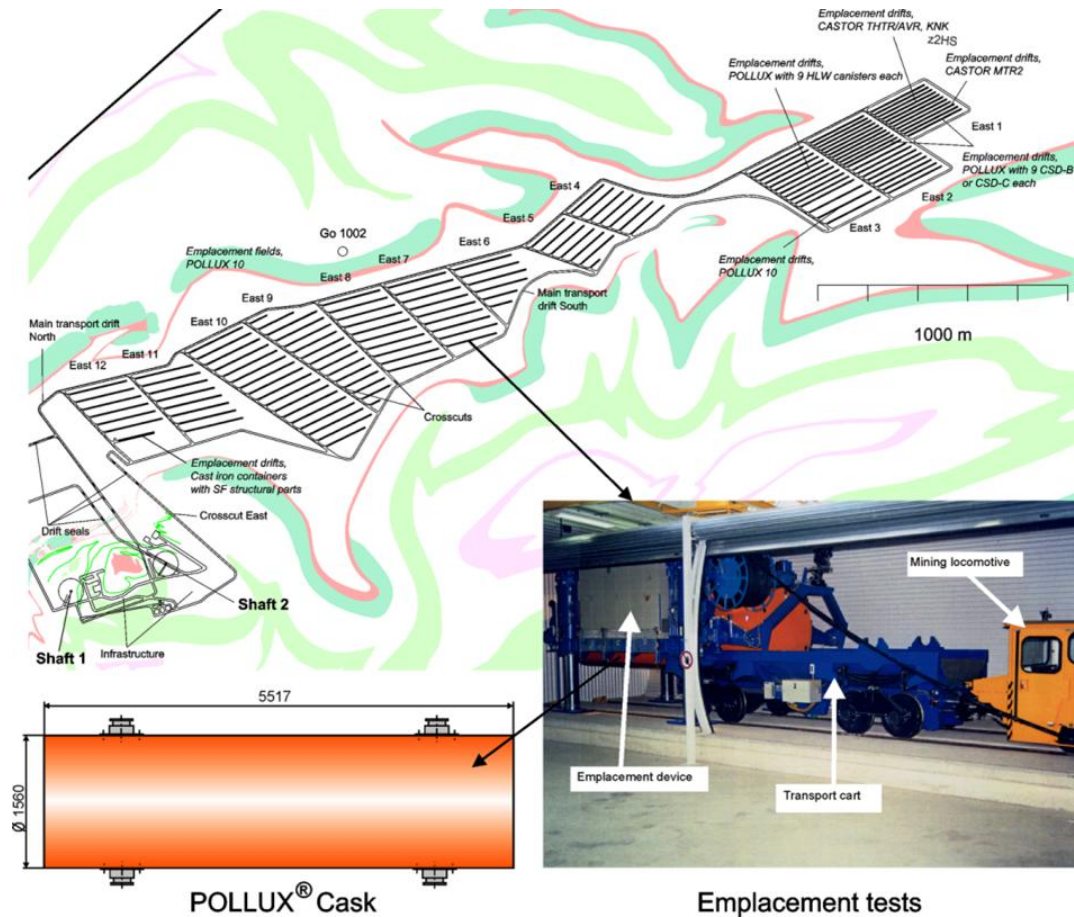 Emplacement drifts,
CASTOR THTR/AVR, KNK
z2HS
Emplacement drifts,
POLLUX with 9 HLW canisters each
Emplacement drifts,
CASTOR MTR2
East 1
Emplacement drifts,
POLLUX with 9 CSD-B
or CSD-C each
East 2
East 3
East 4
East 5
East 6
Go 1002
Emplacement fields,
POLLUX 10
East 7
East 8
East 9
East 10
Emplacement drifts,
POLLUX 10
Main transport
drift South
1000 m
Main transport drift
North
East 11
East 12
Crosscuts
Emplacement drifts,
Cast iron containers
with SF structural parts
Crosscut East
Drift seals
Shaft 2
Shaft 1
Infrastructure
Mining locomotive
Emplacement device
Transport cart
5517
Ø 1560
POLLUX® Cask
Emplacement tests